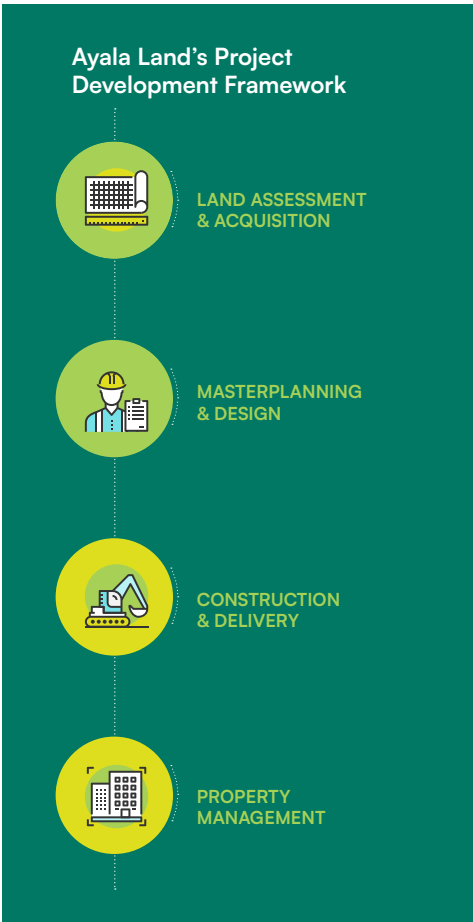 Ayala Land's Project
Development Framework
LAND ASSESSMENT
& ACQUISITION
MASTERPLANNING
& DESIGN
CONSTRUCTION
& DELIVERY
PROPERTY
MANAGEMENT